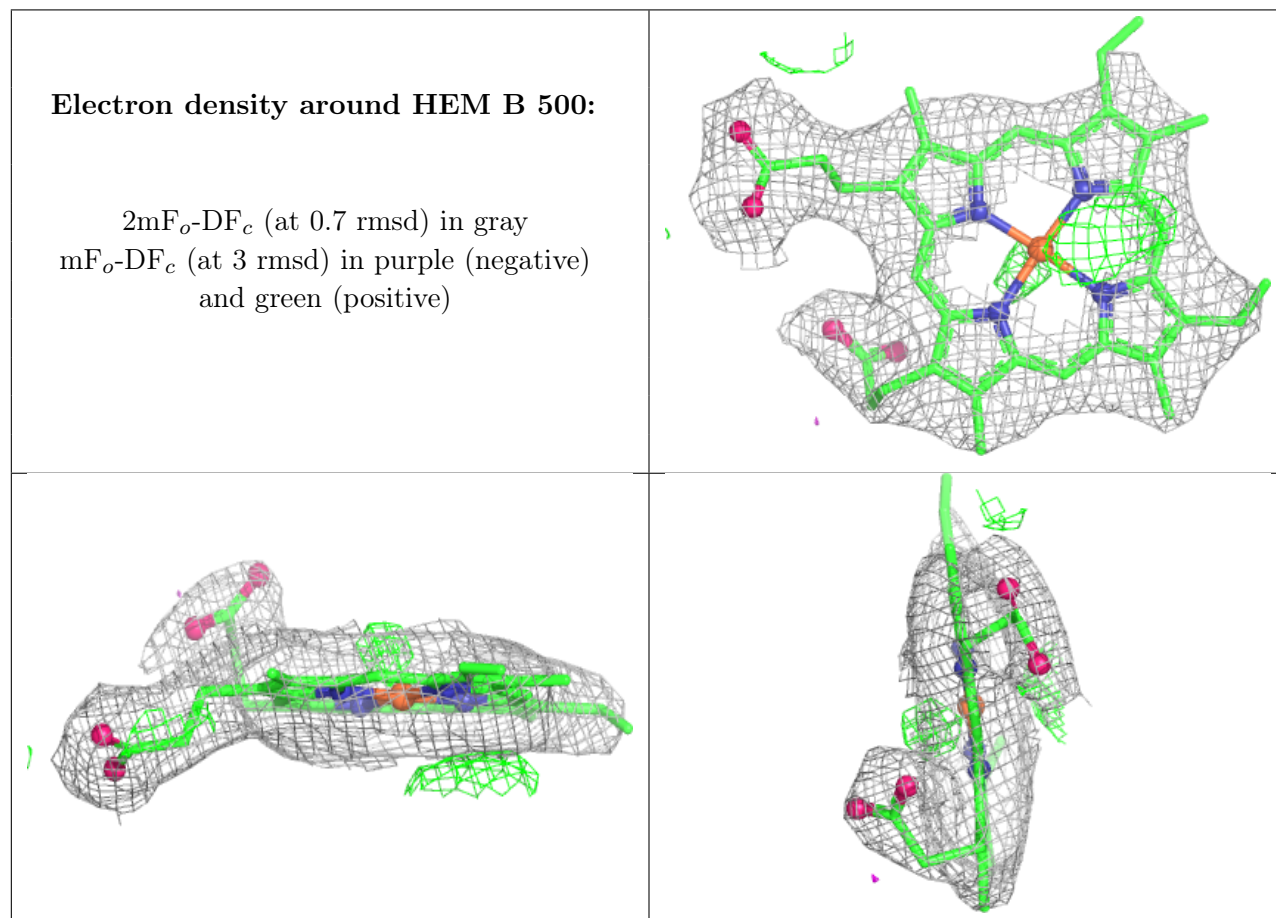 Electron density around HEM B 500:
2mFₒ-DF𝒸 (at 0.7 rmsd) in gray
mFₒ-DF𝒸 (at 3 rmsd) in purple (negative)
and green (positive)